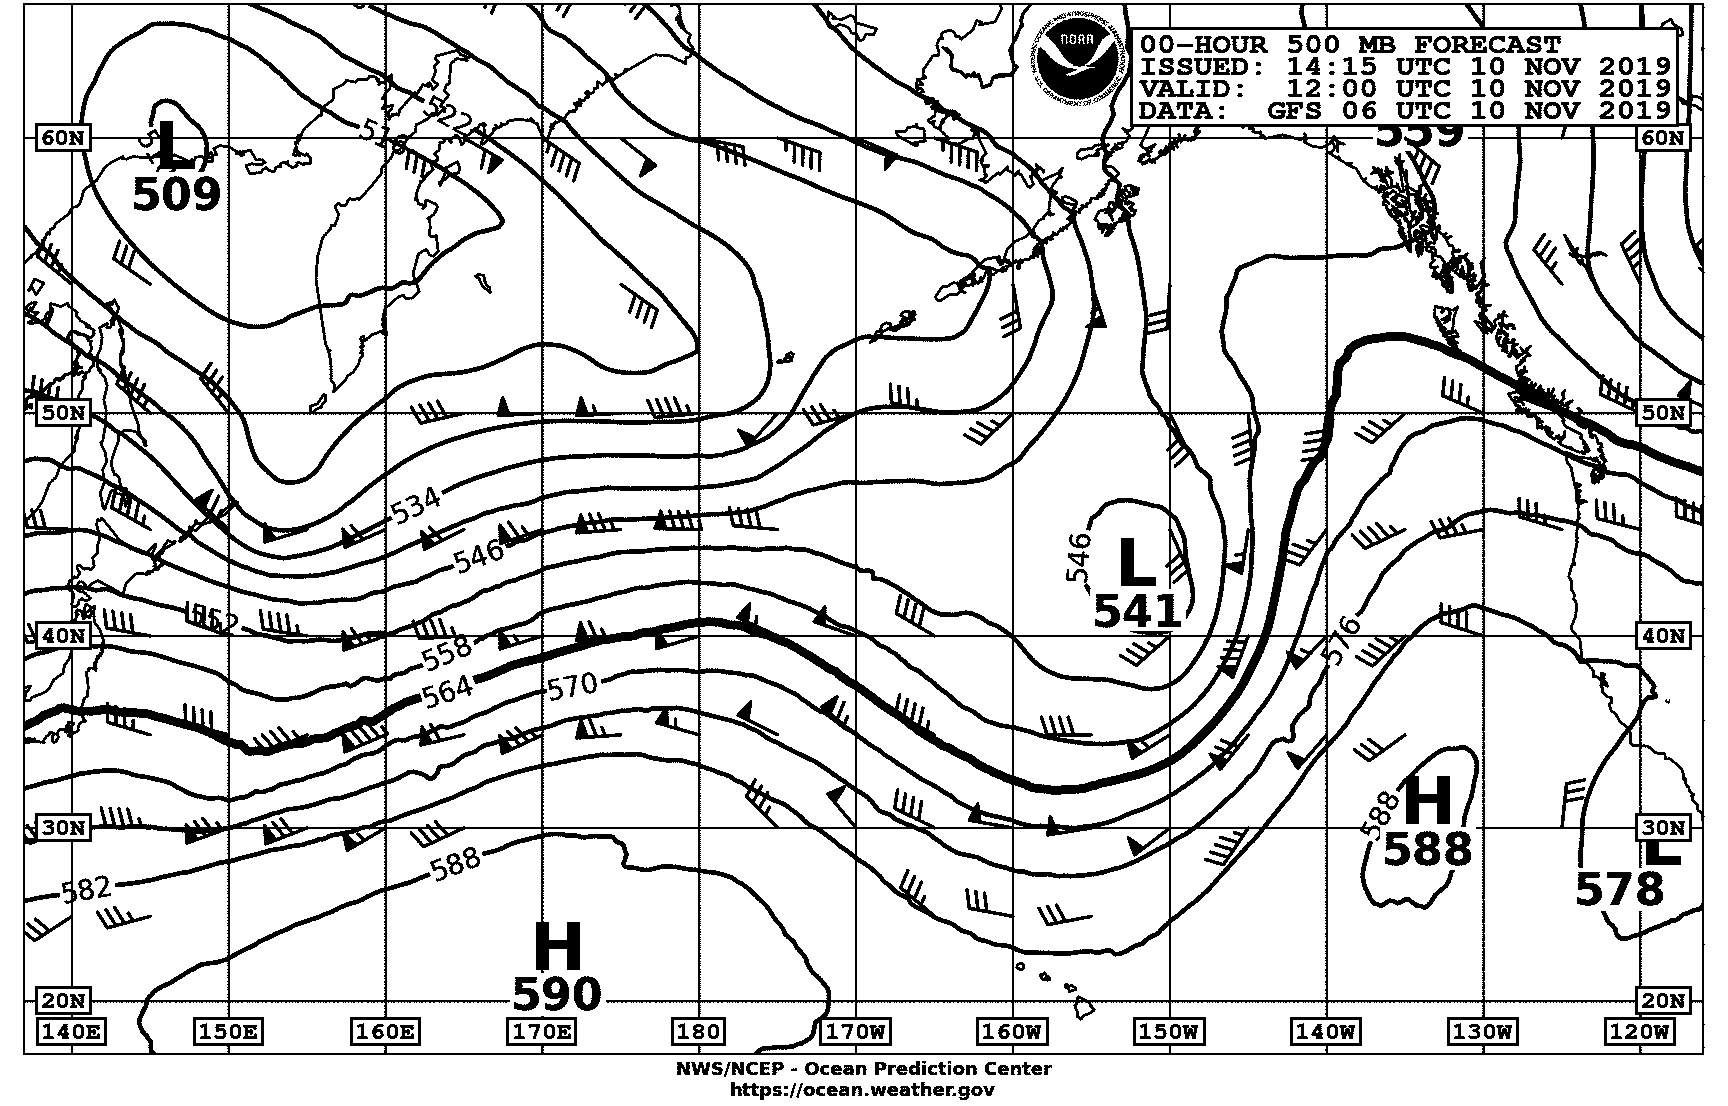 NOAA
00-HOUR 500 MB FORECAST
ISSUED: 14:15 UTC 10 NOV 2019
VALID: 12:00 UTC 10 NOV 2019
DATA: GFS 06 UTC 10 NOV 2019
522
516
559
60N
L
60N
509
50N
50N
534
546
546
L
541
552
40N
40N
558
576
564
570
H
588
30N
588
30N
L
588
582
578
H
590
20N
20N
140E 150E 160E 170E 180 170W 160W 150W 140W 130W 120W
NWS/NCEP - Ocean Prediction Center
https://ocean.weather.gov